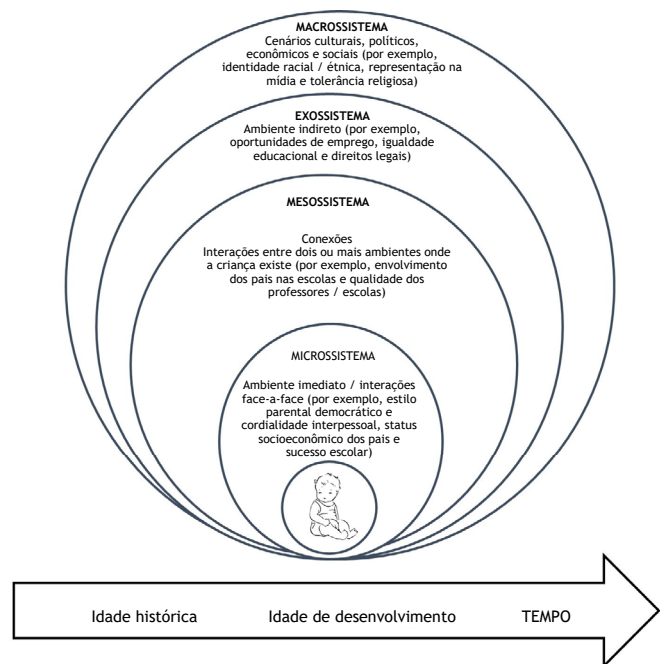 MACROSSISTEMA
Cenários culturais, políticos,
econômicos e sociais (por exemplo,
identidade racial / étnica, representação na
mídia e tolerância religiosa)
EXOSSISTEMA
Ambiente indireto (por exemplo,
oportunidades de emprego, igualdade
educacional e direitos legais)
MESOSSISTEMA
Conexões
Interações entre dois ou mais ambientes onde
a criança existe (por exemplo, envolvimento
dos pais nas escolas e qualidade dos
professores / escolas)
MICROSSISTEMA
Ambiente imediato / interações
face-a-face (por exemplo, estilo
parental democrático e
cordialidade interpessoal, status
socioeconômico dos pais e
sucesso escolar)
Idade histórica Idade de desenvolvimento TEMPO